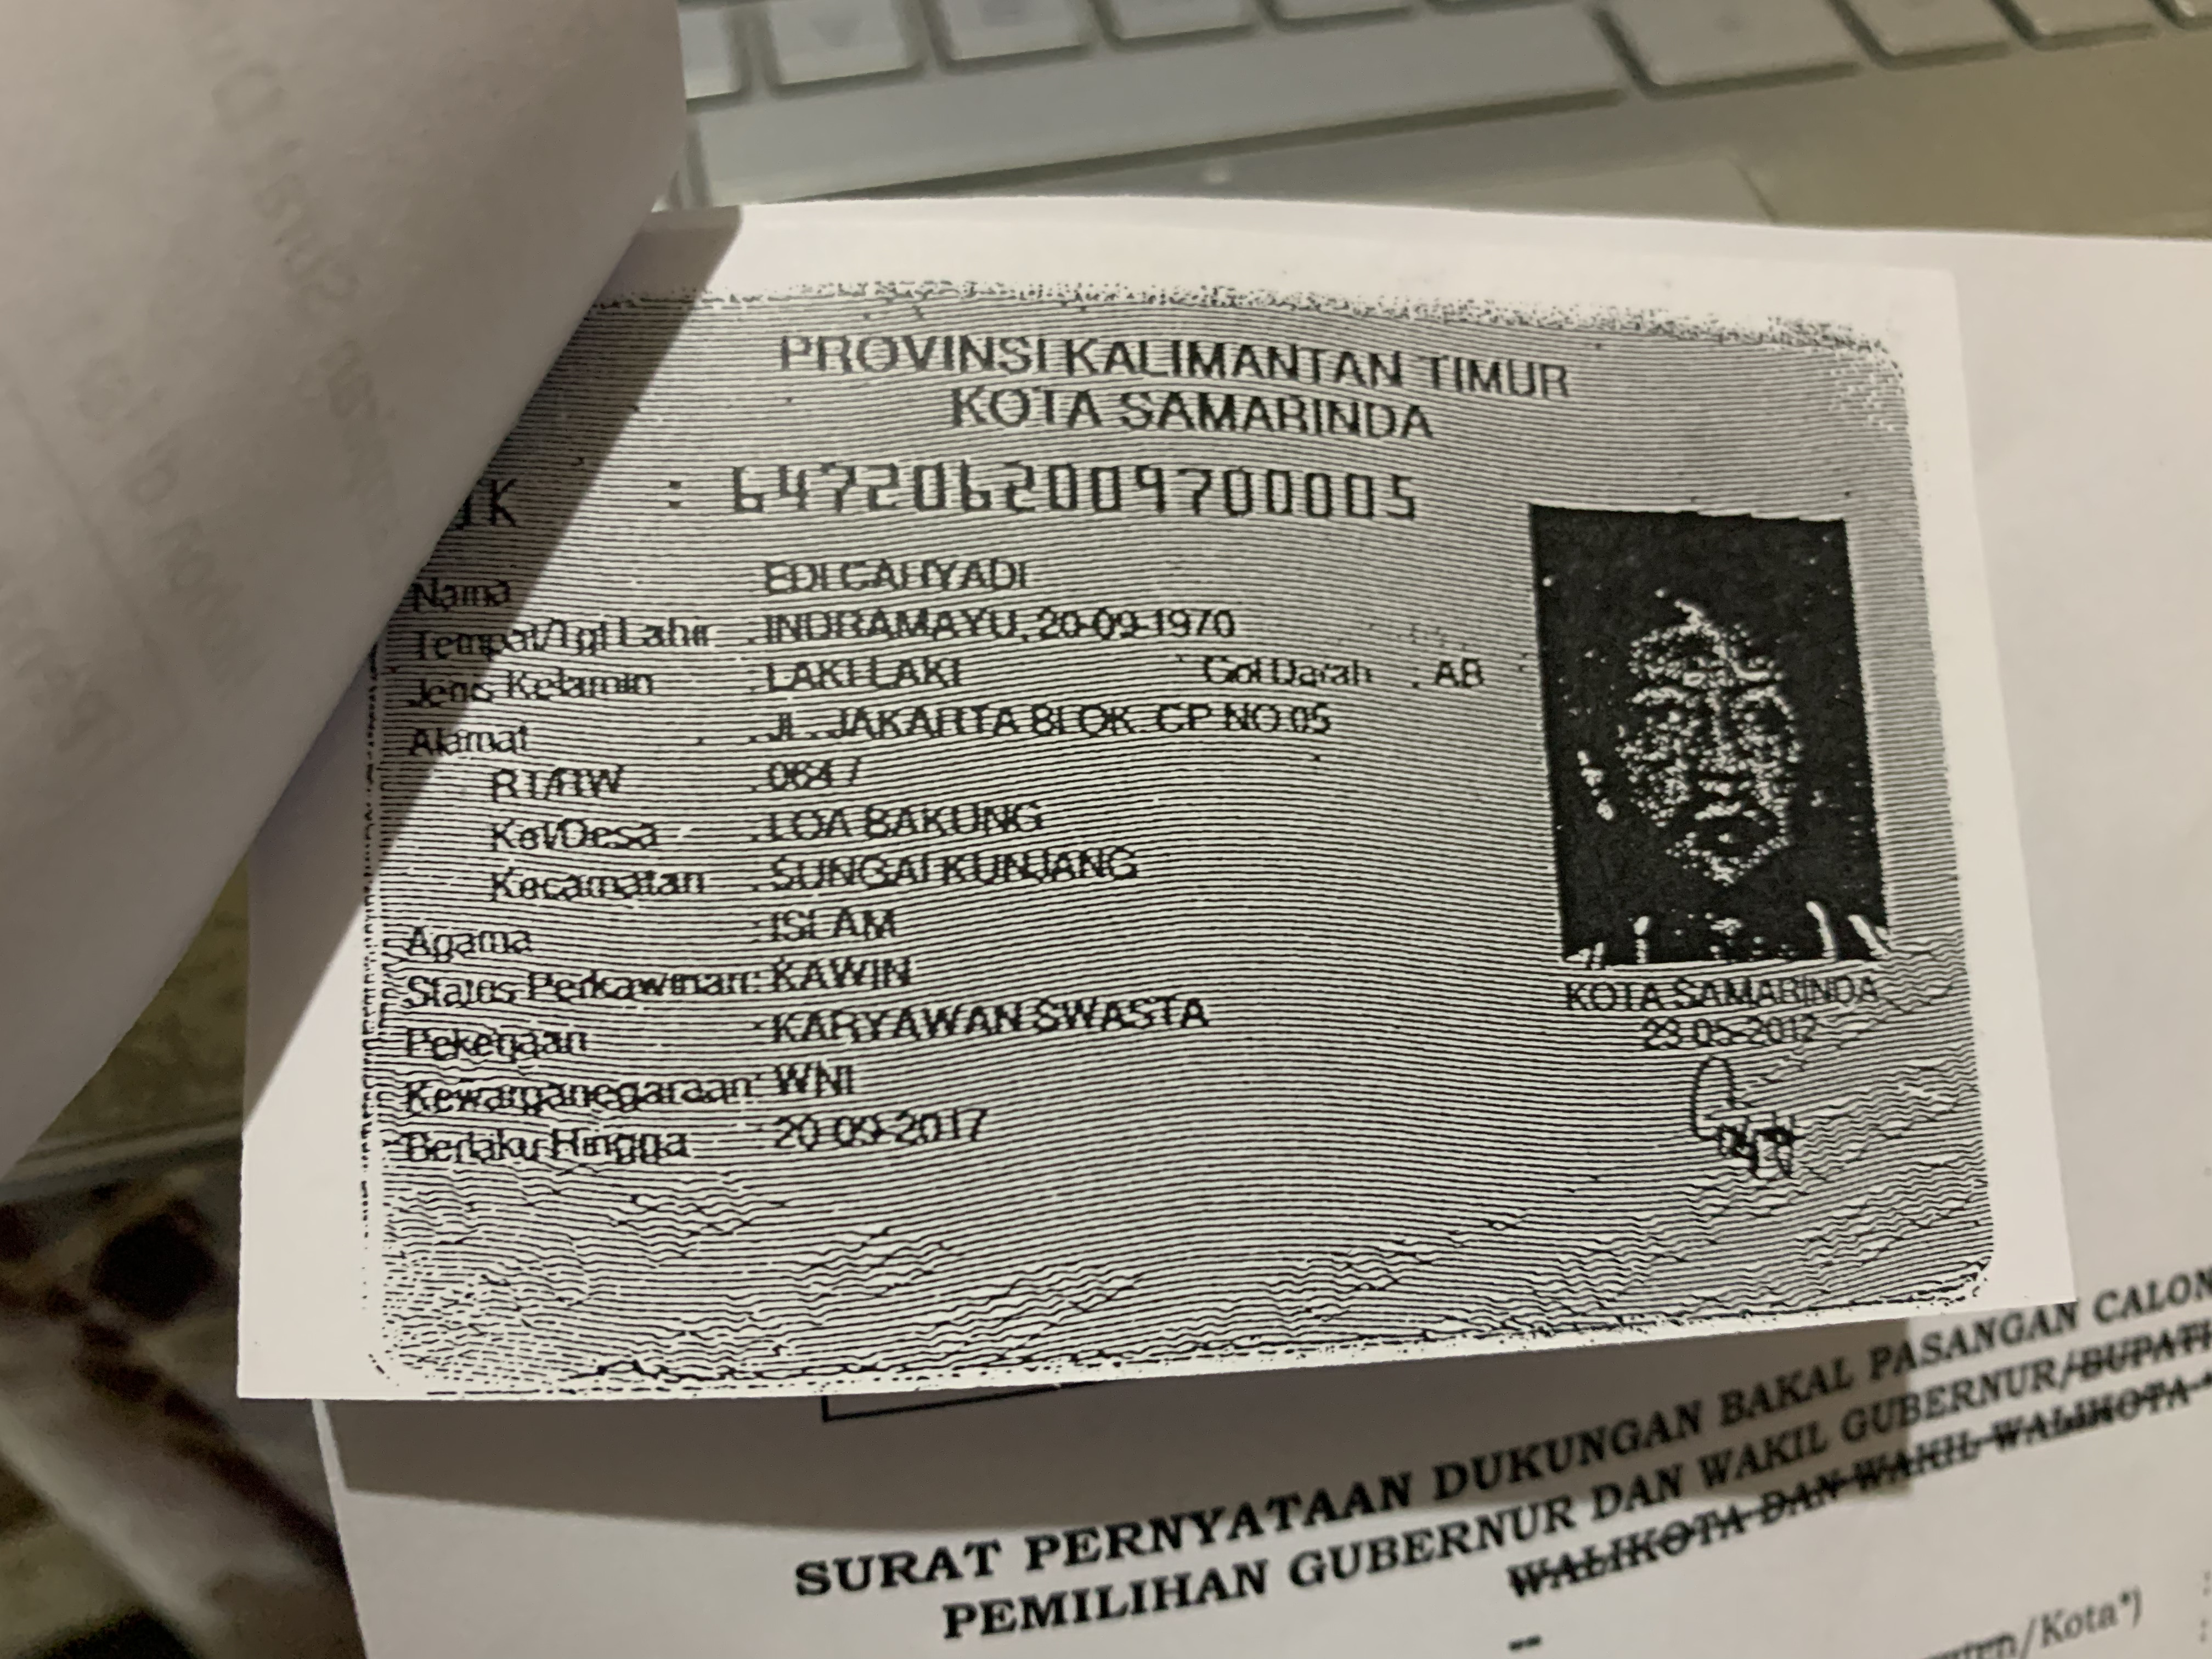 PROVINSI KALIMANTAN TIMUR
KOTA SAMARINDA
IK : 6472062009700005
Nama EDI CAHYADI
Tempat/Tgl Lahir : INDRAMAYU, 20-09-1970
Jenis Kelamin : LAKI-LAKI Gol Darah : AB
Alamat : JL. JAKARTA BLOK. CP NO.05
RT/RW :
Kel/Desa : LOA BAKUNG
Kecamatan : SUNGAI KUNJANG
Agama : ISLAM
Status Perkawinan: KAWIN
Pekerjaan : KARYAWAN SWASTA
Kewarganegaraan: WNI
Berlaku Hingga : 20-09-2017
KOTA SAMARINDA
23-05-2012
SURAT PERNYATAAN DUKUNGAN BAKAL PASANGAN CALON
PEMILIHAN GUBERNUR DAN WAKIL GUBERNUR/BUPATI
WALIKOTA DAN WAKIL WALIKOTA *
/Kota*)